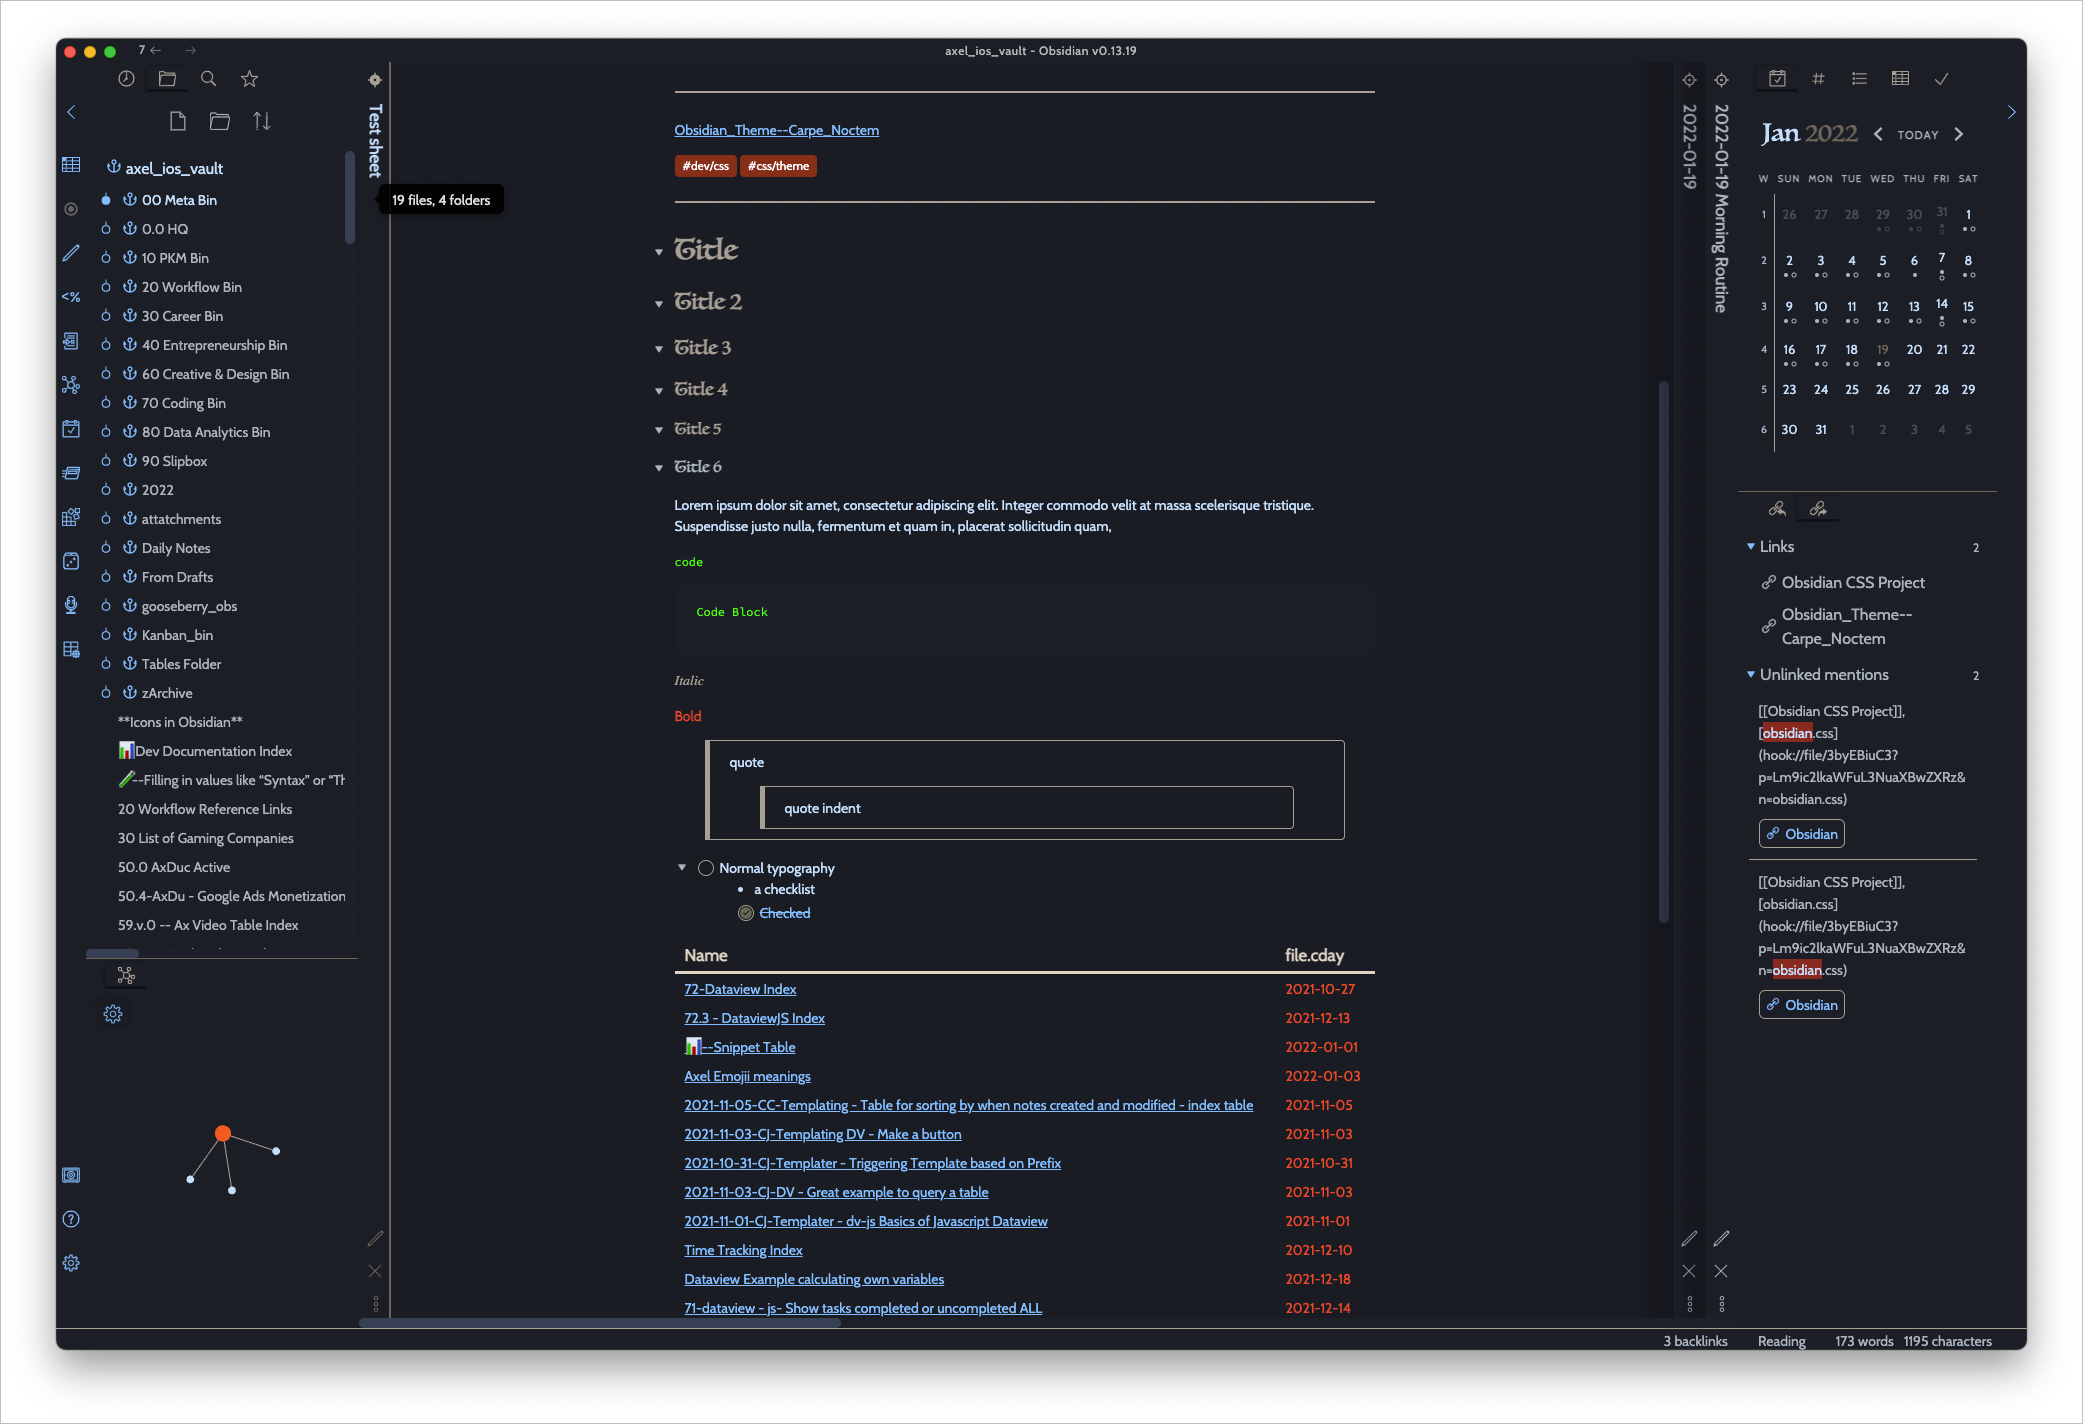 7
axel_ios_vault - Obsidian v0.13.19
axel_ios_vault
00 Meta Bin
0.0 HQ
10 PKM Bin
20 Workflow Bin
30 Career Bin
40 Entrepreneurship Bin
60 Creative & Design Bin
70 Coding Bin
80 Data Analytics Bin
90 Slipbox
2022
attatchments
Daily Notes
From Drafts
gooseberry_obs
Kanban_bin
Tables Folder
zArchive
**Icons in Obsidian**
📊Dev Documentation Index
--Filling in values like “Syntax” or “Th
20 Workflow Reference Links
30 List of Gaming Companies
50.0 AxDuc Active
50.4-AxDu - Google Ads Monetization
59.v.0 -- Ax Video Table Index
<%
Test sheet
19 files, 4 folders
Obsidian_Theme--Carpe_Noctem
#dev/css #css/theme
Title
Title 2
Title 3
Title 4
Title 5
Title 6
Lorem ipsum dolor sit amet, consectetur adipiscing elit. Integer commodo velit at massa scelerisque tristique.
Suspendisse justo nulla, fermentum et quam in, placerat sollicitudin quam,
code
Code Block
Italic
Bold
quote
quote indent
Normal typography
a checklist
Checked
Name file.cday
72-Dataview Index 2021-10-27
72.3 - DataviewJS Index 2021-12-13
📊--Snippet Table 2022-01-01
Axel Emojii meanings 2022-01-03
2021-11-05-CC-Templating - Table for sorting by when notes created and modified - index table 2021-11-05
2021-11-03-CJ-Templating DV - Make a button 2021-11-03
2021-10-31-CJ-Templater - Triggering Template based on Prefix 2021-10-31
2021-11-03-CJ-DV - Great example to query a table 2021-11-03
2021-11-01-CJ-Templater - dv-js Basics of Javascript Dataview 2021-11-01
Time Tracking Index 2021-12-10
Dataview Example calculating own variables 2021-12-18
71-dataview - js- Show tasks completed or uncompleted ALL 2021-12-14
2022-01-19
2022-01-19 Morning Routine
Jan 2022 TODAY
W SUN MON TUE WED THU FRI SAT
1 26 27 28 29 30 31 1
2 2 3 4 5 6 7 8
3 9 10 11 12 13 14 15
4 16 17 18 19 20 21 22
5 23 24 25 26 27 28 29
6 30 31 1 2 3 4 5
Links 2
Obsidian CSS Project
Obsidian_Theme--
Carpe_Noctem
Unlinked mentions 2
[[Obsidian CSS Project]],
[obsidian.css]
(hook://file/3byEBiuC3?
p=Lm9ic2lkaWFuL3NuaXBwZXRz&
n=obsidian.css)
Obsidian
[[Obsidian CSS Project]],
[obsidian.css]
(hook://file/3byEBiuC3?
p=Lm9ic2lkaWFuL3NuaXBwZXRz&
n=obsidian.css)
Obsidian
3 backlinks Reading 173 words 1195 characters